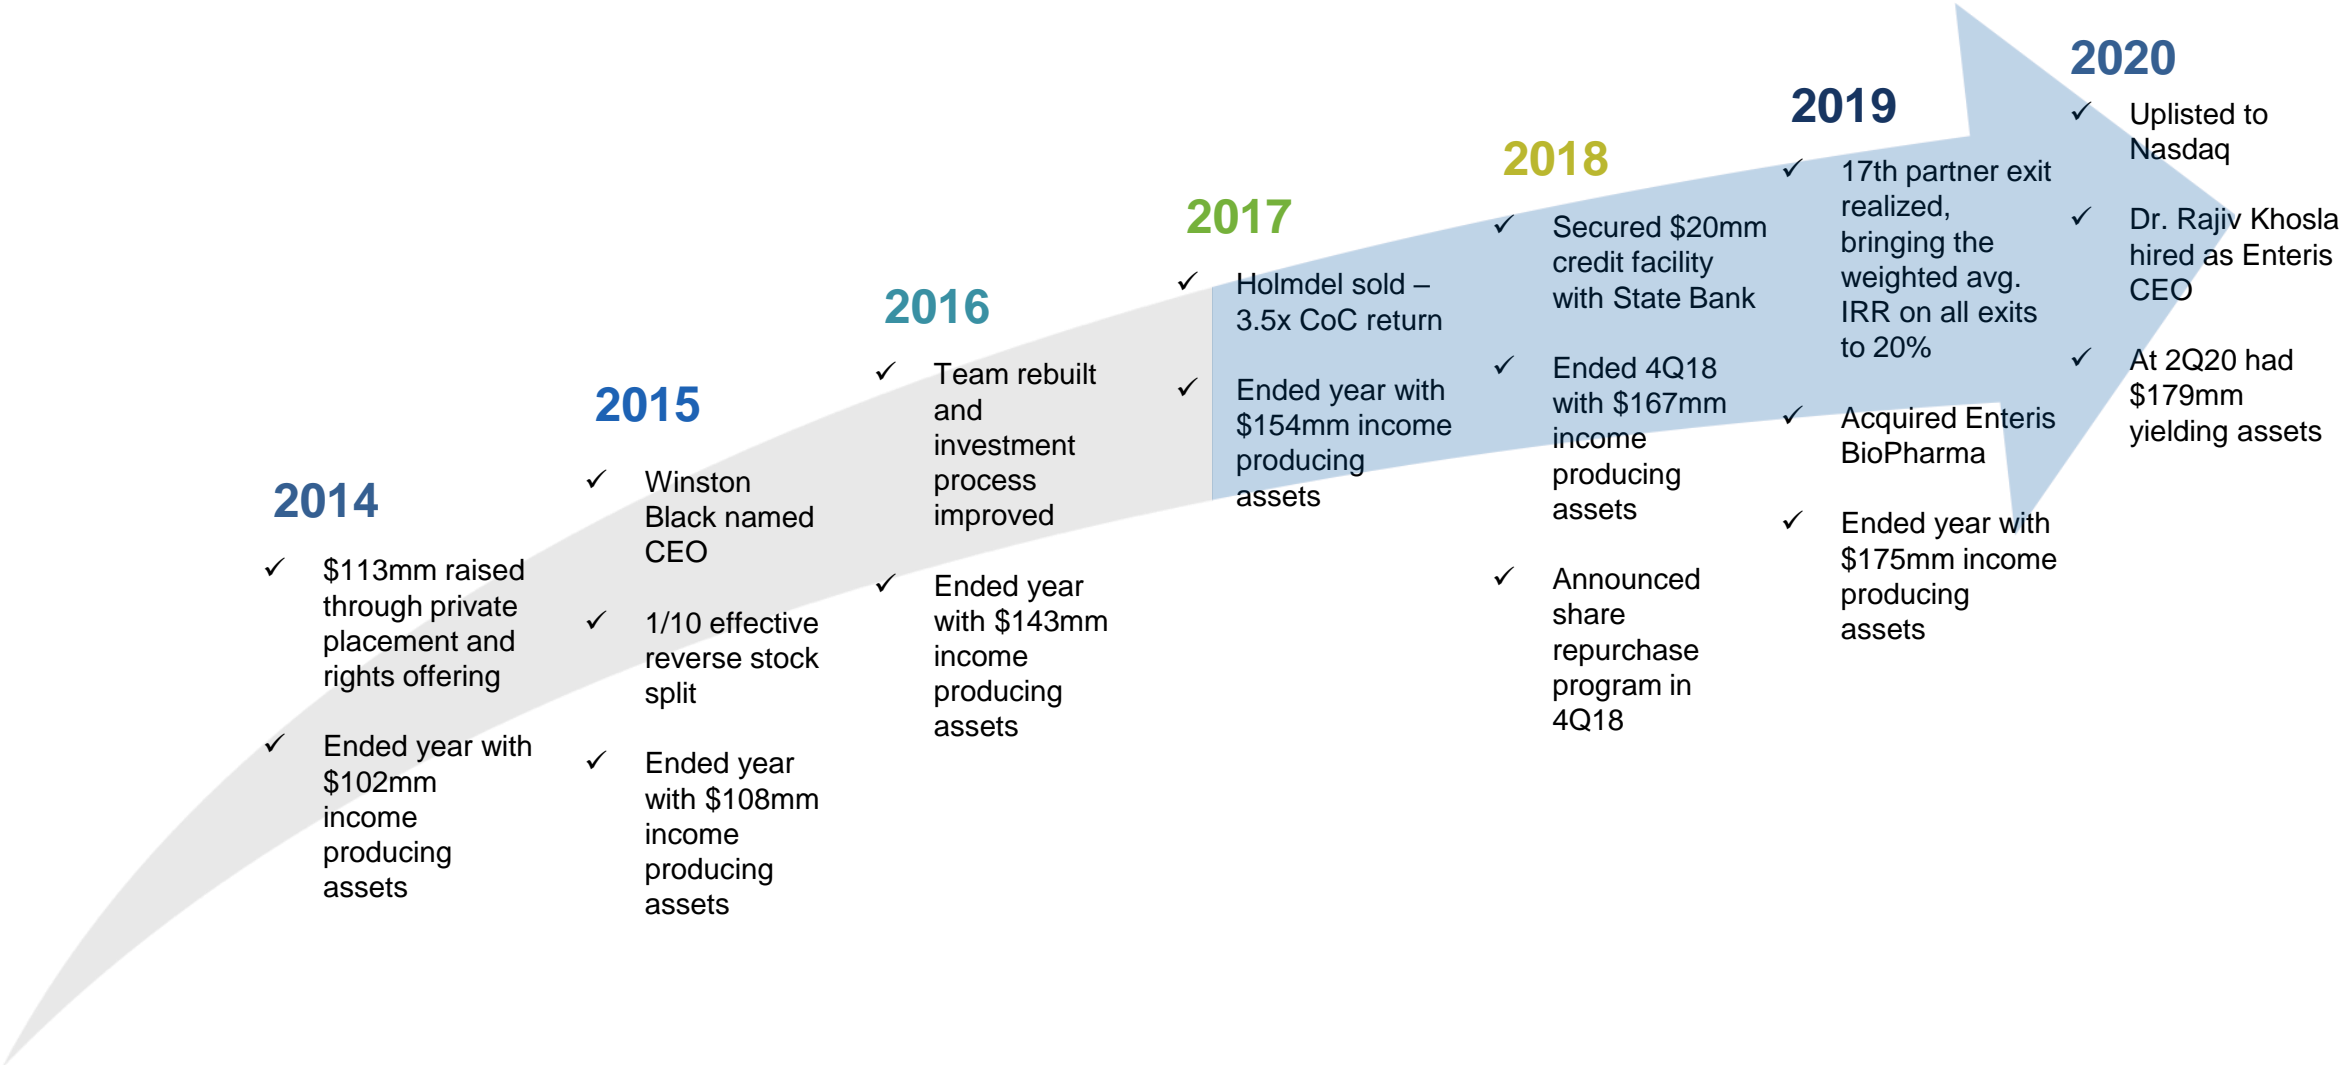 2014
✓ $113mm raised
through private
placement and
rights offering
✓ Ended year with
$102mm
income
producing
assets
2015
✓ Winston
Black named
CEO
✓ 1/10 effective
reverse stock
split
✓ Ended year
with $108mm
income
producing
assets
2016
✓ Team rebuilt
and
investment
process
improved
✓ Ended year
with $143mm
income
producing
assets
2017
✓ Holmdel sold –
3.5x CoC return
✓ Ended year with
$154mm income
producing
assets
2018
✓ Secured $20mm
credit facility
with State Bank
✓ Ended 4Q18
with $167mm
income
producing
assets
✓ Announced
share
repurchase
program in
4Q18
2019
✓ 17th partner exit
realized,
bringing the
weighted avg.
IRR on all exits
to 20%
✓ Acquired Enteris
BioPharma
✓ Ended year with
$175mm income
producing
assets
2020
✓ Uplisted to
Nasdaq
✓ Dr. Rajiv Khosla
hired as Enteris
CEO
✓ At 2Q20 had
$179mm
yielding assets